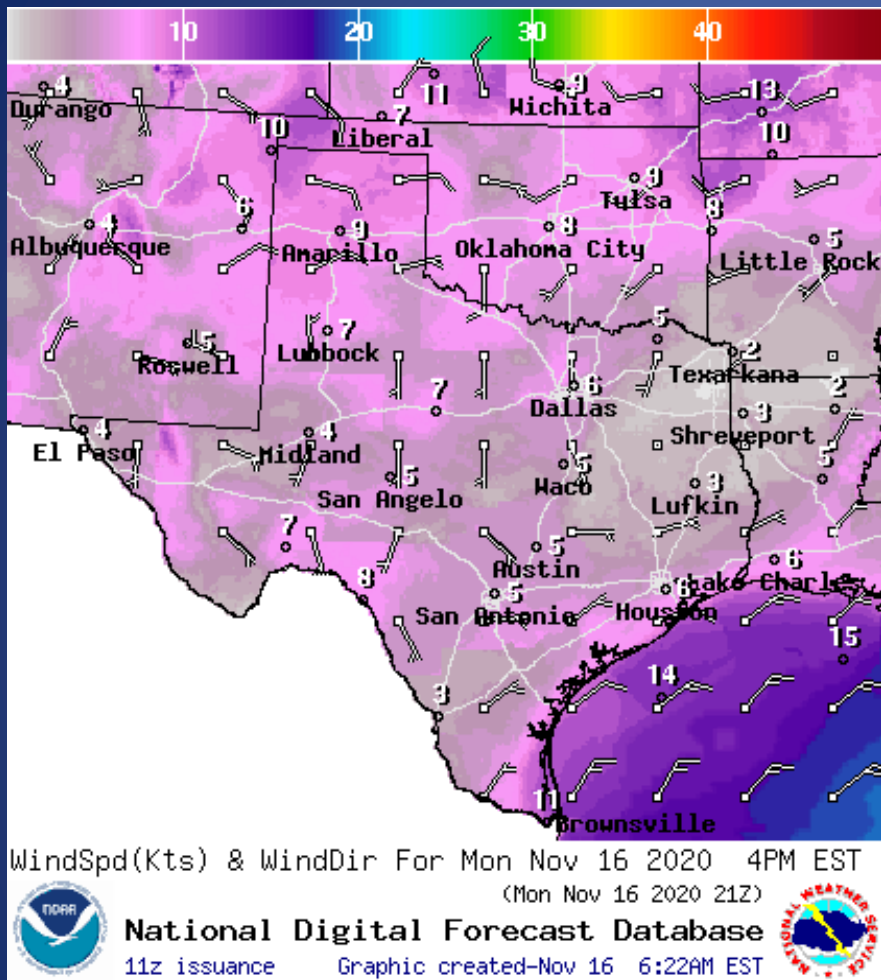 10 20 30 40
4 11 9 13
Durango Wichita
10 7 10
Liberal
9
Tulsa
4 6 9 8 8 5
Albuquerque Amarillo Oklahoma City Little Rock
5 7 5 2
Roswell Lubbock Texarkana
7 6 3 2
Dallas
4 4 Shreveport
El Paso Midland
5 5 3 5
San Angelo Waco Lufkin
7 5 6
Austin Lake Charles
8 5 6
San Antonio Houston
15
3 14
11
Brownsville
WindSpd(Kts) & WindDir For Mon Nov 16 2020 4PM EST
(Mon Nov 16 2020 21Z)
NOAA
National Digital Forecast Database
11z issuance Graphic created-Nov 16 6:22AM EST
NATIONAL WEATHER SERVICE